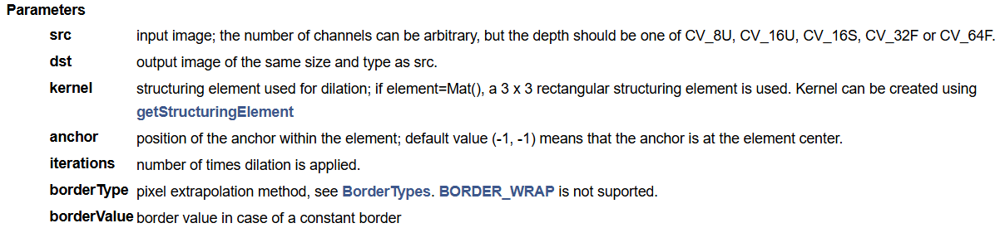 Parameters
src input image; the number of channels can be arbitrary, but the depth should be one of CV_8U, CV_16U, CV_16S, CV_32F or CV_64F.
dst output image of the same size and type as src.
kernel structuring element used for dilation; if element=Mat(), a 3 x 3 rectangular structuring element is used. Kernel can be created using
getStructuringElement
anchor position of the anchor within the element; default value (-1, -1) means that the anchor is at the element center.
iterations number of times dilation is applied.
borderType pixel extrapolation method, see BorderTypes. BORDER_WRAP is not suported.
borderValue border value in case of a constant border